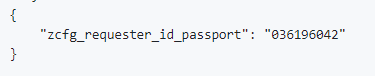 {
    "zcfg_requester_id_passport": "036196042"
}